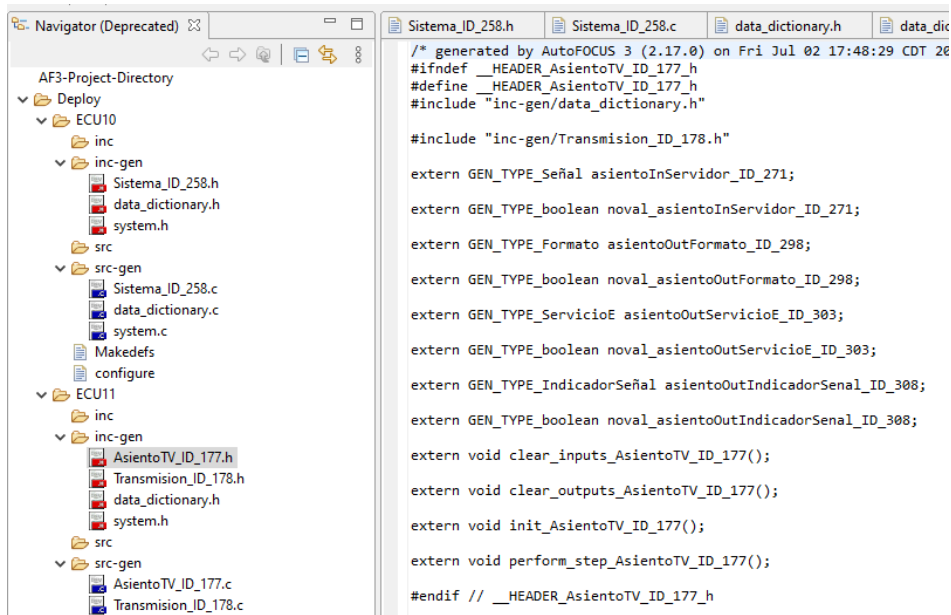 Navigator (Deprecated)
AF3-Project-Directory
Deploy
ECU10
inc
inc-gen
Sistema_ID_258.h
data_dictionary.h
system.h
src
src-gen
Sistema_ID_258.c
data_dictionary.c
system.c
Makedefs
configure
ECU11
inc
inc-gen
AsientoTV_ID_177.h
Transmision_ID_178.h
data_dictionary.h
system.h
src
src-gen
AsientoTV_ID_177.c
Transmision_ID_178.c
Sistema_ID_258.h
Sistema_ID_258.c
data_dictionary.h
data_dic
/* generated by AutoFOCUS 3 (2.17.0) on Fri Jul 02 17:48:29 CDT 20
#ifndef __HEADER_AsientoTV_ID_177_h
#define __HEADER_AsientoTV_ID_177_h
#include "inc-gen/data_dictionary.h"
#include "inc-gen/Transmision_ID_178.h"
extern GEN_TYPE_Señal asientoInServidor_ID_271;
extern GEN_TYPE_boolean noval_asientoInServidor_ID_271;
extern GEN_TYPE_Formato asientoOutFormato_ID_298;
extern GEN_TYPE_boolean noval_asientoOutFormato_ID_298;
extern GEN_TYPE_ServicioE asientoOutServicioE_ID_303;
extern GEN_TYPE_boolean noval_asientoOutServicioE_ID_303;
extern GEN_TYPE_IndicadorSeñal asientoOutIndicadorSenal_ID_308;
extern GEN_TYPE_boolean noval_asientoOutIndicadorSenal_ID_308;
extern void clear_inputs_AsientoTV_ID_177();
extern void clear_outputs_AsientoTV_ID_177();
extern void init_AsientoTV_ID_177();
extern void perform_step_AsientoTV_ID_177();
#endif // __HEADER_AsientoTV_ID_177_h